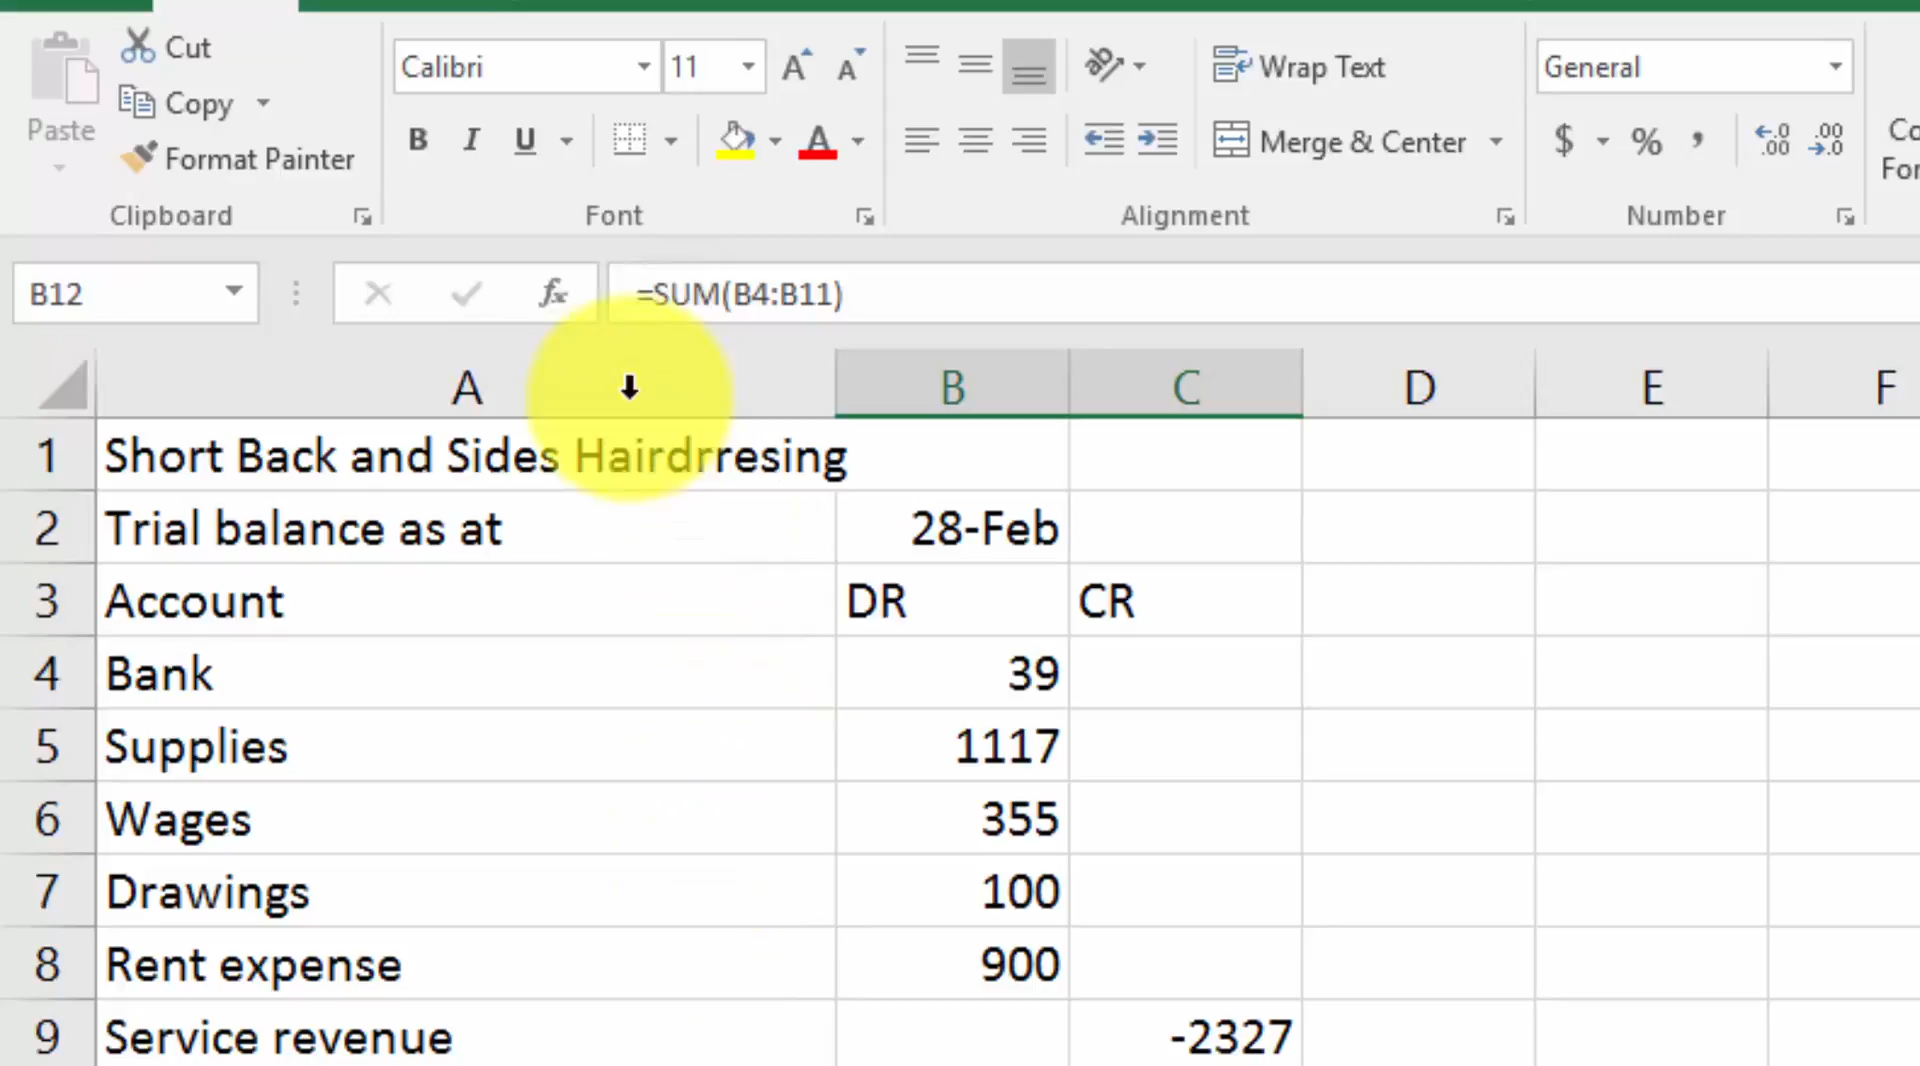 Cut
Copy
Paste
Format Painter
Clipboard
Calibri
11
B I U
Font
Wrap Text
Merge & Center
Alignment
General
$ % ,
Number
B12
fx
=SUM(B4:B11)
A B C D E F
1 Short Back and Sides Hairdrresing
2 Trial balance as at 28-Feb
3 Account DR CR
4 Bank 39
5 Supplies 1117
6 Wages 355
7 Drawings 100
8 Rent expense 900
9 Service revenue -2327